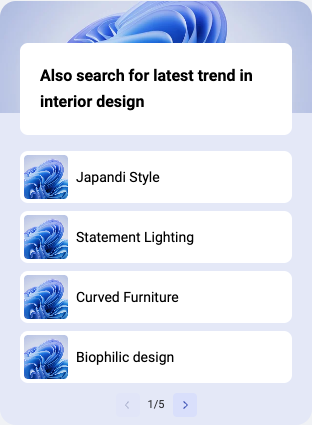 Also search for latest trend in
interior design
Japandi Style
Statement Lighting
Curved Furniture
Biophilic design
1/5